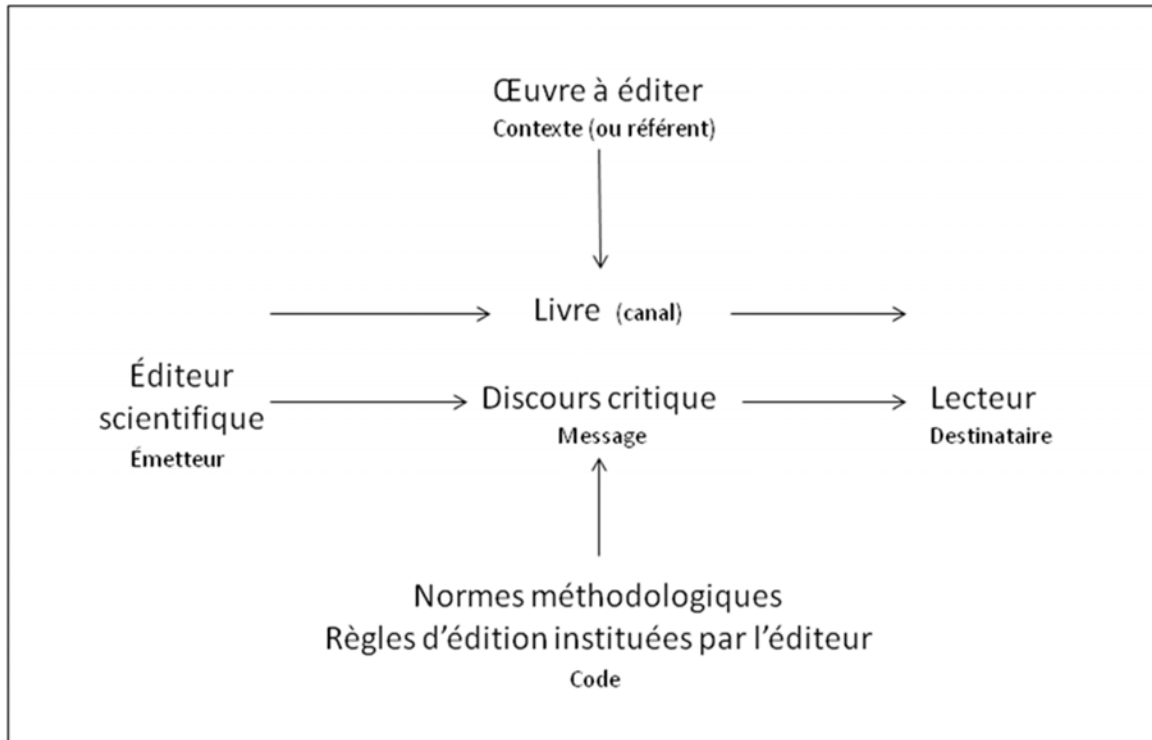 Œuvre à éditer
Contexte (ou référent)
Livre (canal)
Éditeur
scientifique
Émetteur
Discours critique
Message
Lecteur
Destinataire
Normes méthodologiques
Règles d’édition instituées par l’éditeur
Code